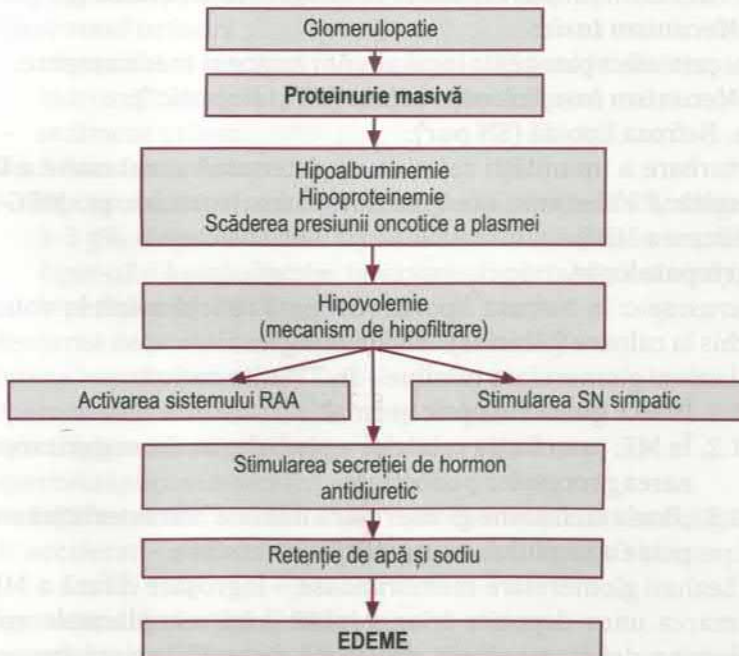 Glomerulopatie
Proteinurie masivă
Hipoalbuminemie
Hipoproteinemie
Scăderea presiunii oncotice a plasmei
Hipovolemie
(mecanism de hipofiltrare)
Activarea sistemului RAA
Stimularea SN simpatic
Stimularea secreției de hormon
antidiuretic
Retenție de apă și sodiu
EDEME